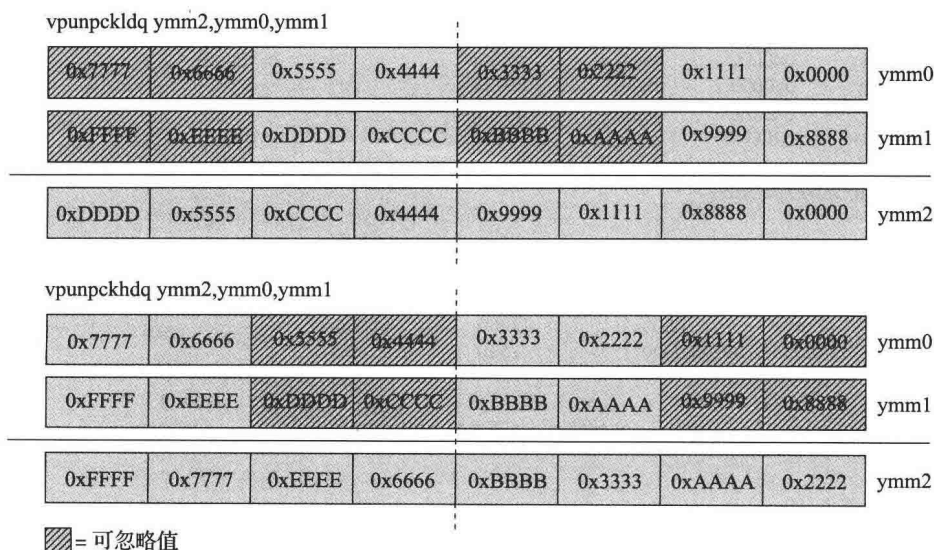 vpunpckldq ymm2,ymm0,ymm1
0x7777 0x6666 0x5555 0x4444 0x3333 0x2222 0x1111 0x0000 ymm0
0xFFFF 0xEEEE 0xDDDD 0xCCCC 0xBBBB 0xAAAA 0x9999 0x8888 ymm1
0xDDDD 0x5555 0xCCCC 0x4444 0x9999 0x1111 0x8888 0x0000 ymm2
vpunpckhdq ymm2,ymm0,ymm1
0x7777 0x6666 0x5555 0x4444 0x3333 0x2222 0x1111 0x0000 ymm0
0xFFFF 0xEEEE 0xDDDD 0xCCCC 0xBBBB 0xAAAA 0x9999 0x8888 ymm1
0xFFFF 0x7777 0xEEEE 0x6666 0xBBBB 0x3333 0xAAAA 0x2222 ymm2
= 可忽略值